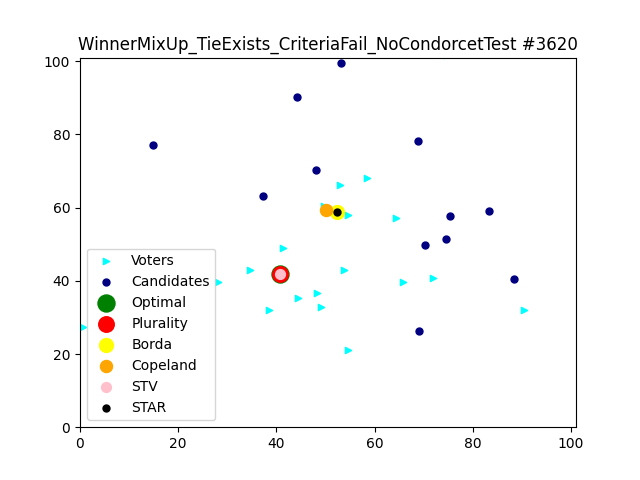 WinnerMixUp_TieExists_CriteriaFail_NoCondorcetTest #3620
100
80
60
40
20
0
Voters
Candidates
Optimal
Plurality
Borda
Copeland
STV
STAR
0 20 40 60 80 100